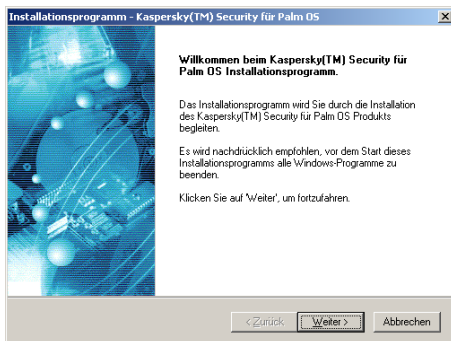 Installationsprogramm - Kaspersky(TM) Security für Palm OS
Willkommen beim Kaspersky(TM) Security für
Palm OS Installationsprogramm.
Das Installationsprogramm wird Sie durch die Installation
des Kaspersky(TM) Security für Palm OS Produkts
begleiten.
Es wird nachdrücklich empfohlen, vor dem Start dieses
Installationsprogramms alle Windows-Programme zu
beenden.
Klicken Sie auf 'Weiter', um fortzufahren.
< Zurück Weiter > Abbrechen